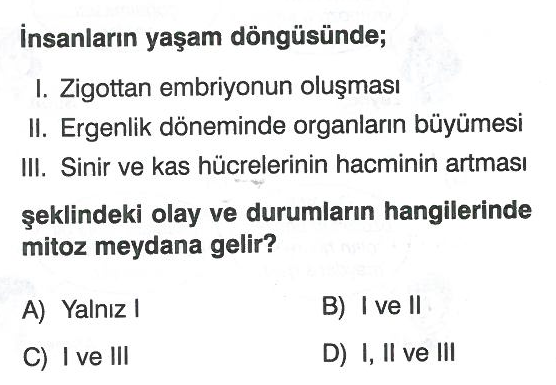 İnsanların yaşam döngüsünde;
I. Zigottan embriyonun oluşması
II. Ergenlik döneminde organların büyümesi
III. Sinir ve kas hücrelerinin hacminin artması
şeklindeki olay ve durumların hangilerinde
mitoz meydana gelir?
A) Yalnız I
B) I ve II
C) I ve III
D) I, II ve III